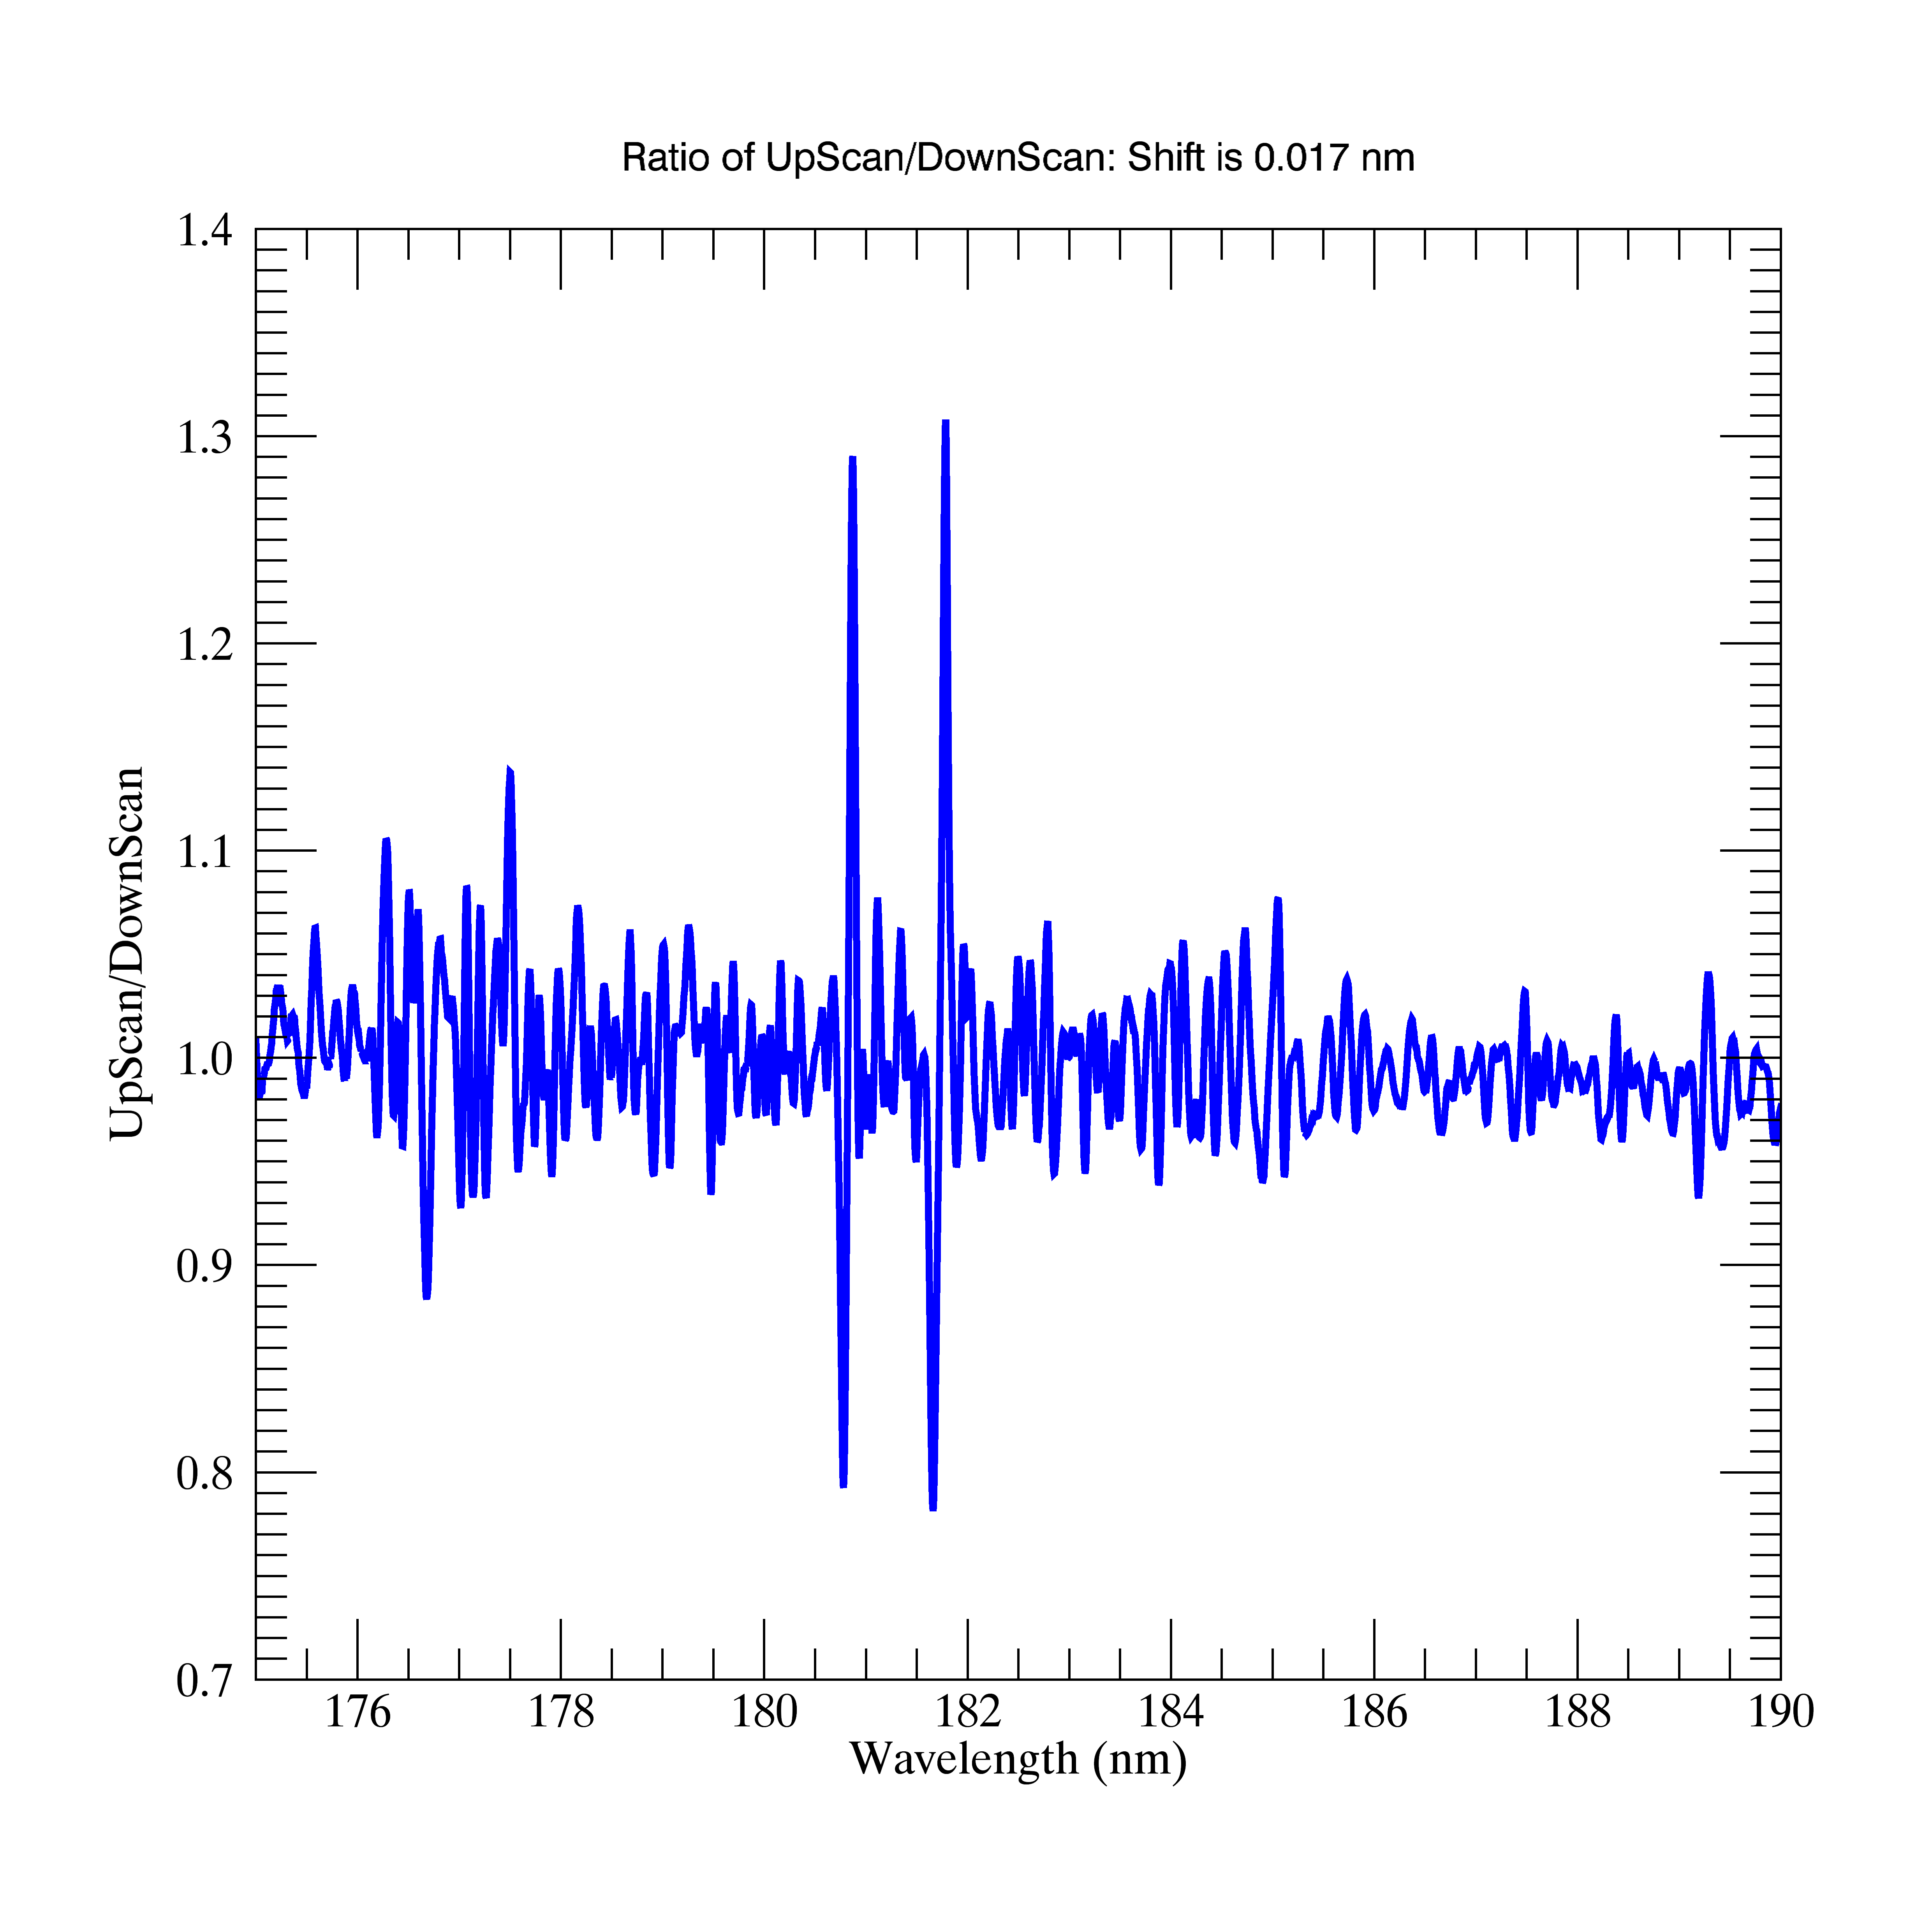 Ratio of UpScan/DownScan: Shift is 0.017 nm
1.4
1.3
1.2
1.1
1.0
0.9
0.8
0.7
UpScan/DownScan
176 178 180 182 184 186 188 190
Wavelength (nm)